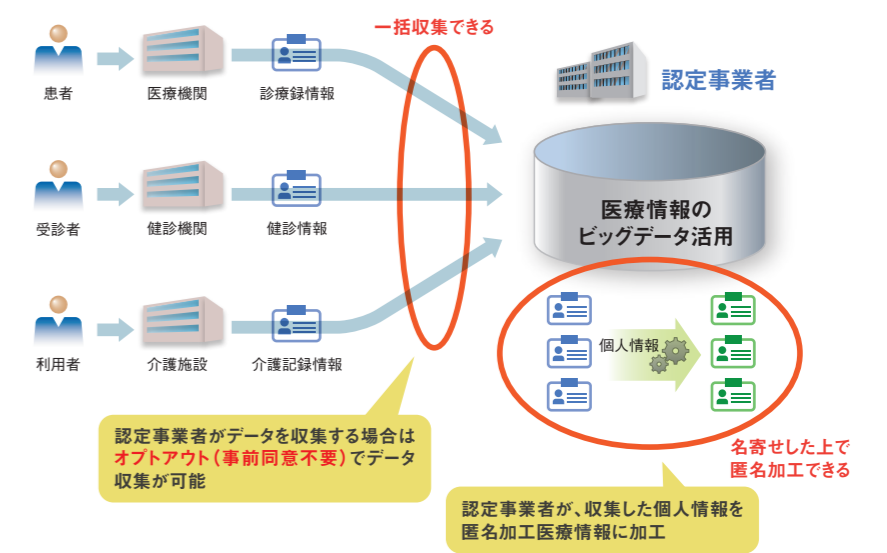 一括収集できる
認定事業者
患者
医療機関
診療録情報
受診者
健診機関
健診情報
利用者
介護施設
介護記録情報
医療情報の
ビッグデータ活用
個人情報
名寄せした上で
匿名加工できる
認定事業者がデータを収集する場合は
オプトアウト(事前同意不要)でデータ
収集が可能
認定事業者が、収集した個人情報を
匿名加工医療情報に加工